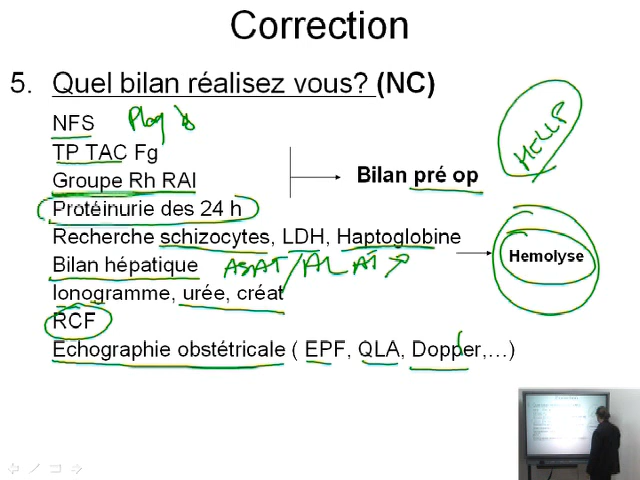 Correction
5. Quel bilan réalisez vous? (NC)
NFS Plaq
TP TAC Fg
Groupe Rh RAI
Bilan pré op
HELLP
Protéinurie des 24 h
Recherche schizocytes, LDH, Haptoglobine
Hemolyse
Bilan hépatique ASAT/ALAT
Ionogramme, urée, créat
RCF
Echographie obstétricale ( EPF, QLA, Doppler,…)